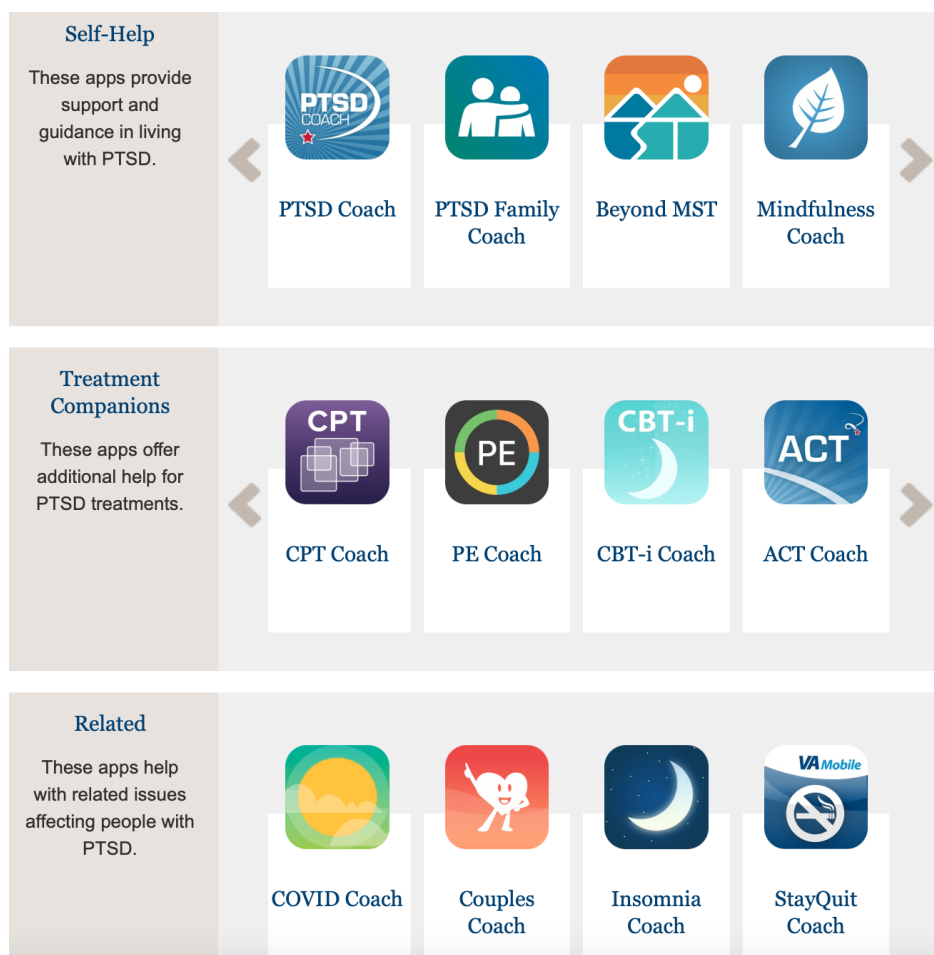 Self-Help
These apps provide
support and
guidance in living
with PTSD.
PTSD
COACH
PTSD Coach
PTSD Family
Coach
Beyond MST
Mindfulness
Coach
Treatment
Companions
These apps offer
additional help for
PTSD treatments.
CPT
PE
CBT-i
ACT
CPT Coach
PE Coach
CBT-i Coach
ACT Coach
Related
These apps help
with related issues
affecting people with
PTSD.
VA Mobile
COVID Coach
Couples
Coach
Insomnia
Coach
StayQuit
Coach